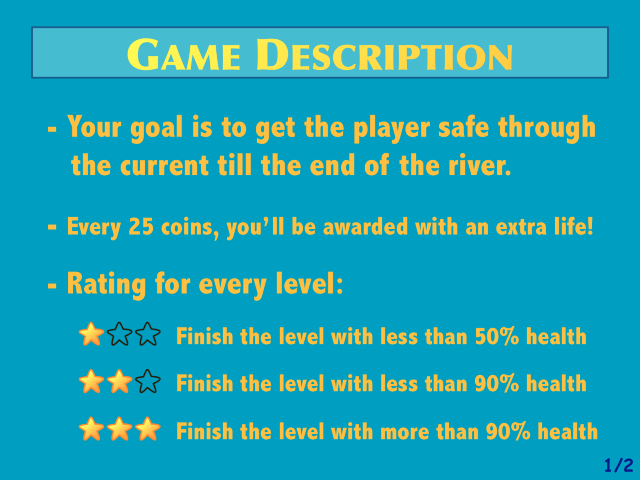 GAME DESCRIPTION
- Your goal is to get the player safe through
the current till the end of the river.
- Every 25 coins, you'll be awarded with an extra life!
- Rating for every level:
Finish the level with less than 50% health
Finish the level with less than 90% health
Finish the level with more than 90% health
1/2